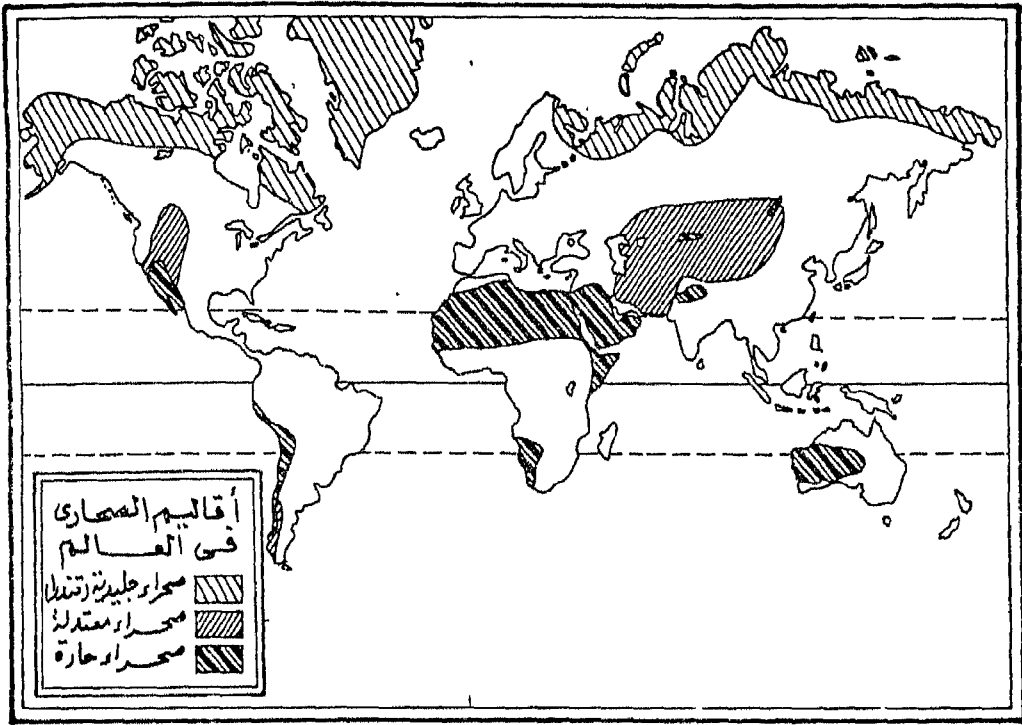 أقاليم الصحارى
فى العالم
صحراء جليدية (تندرا)
صحراء معتدلة
صحراء حارة